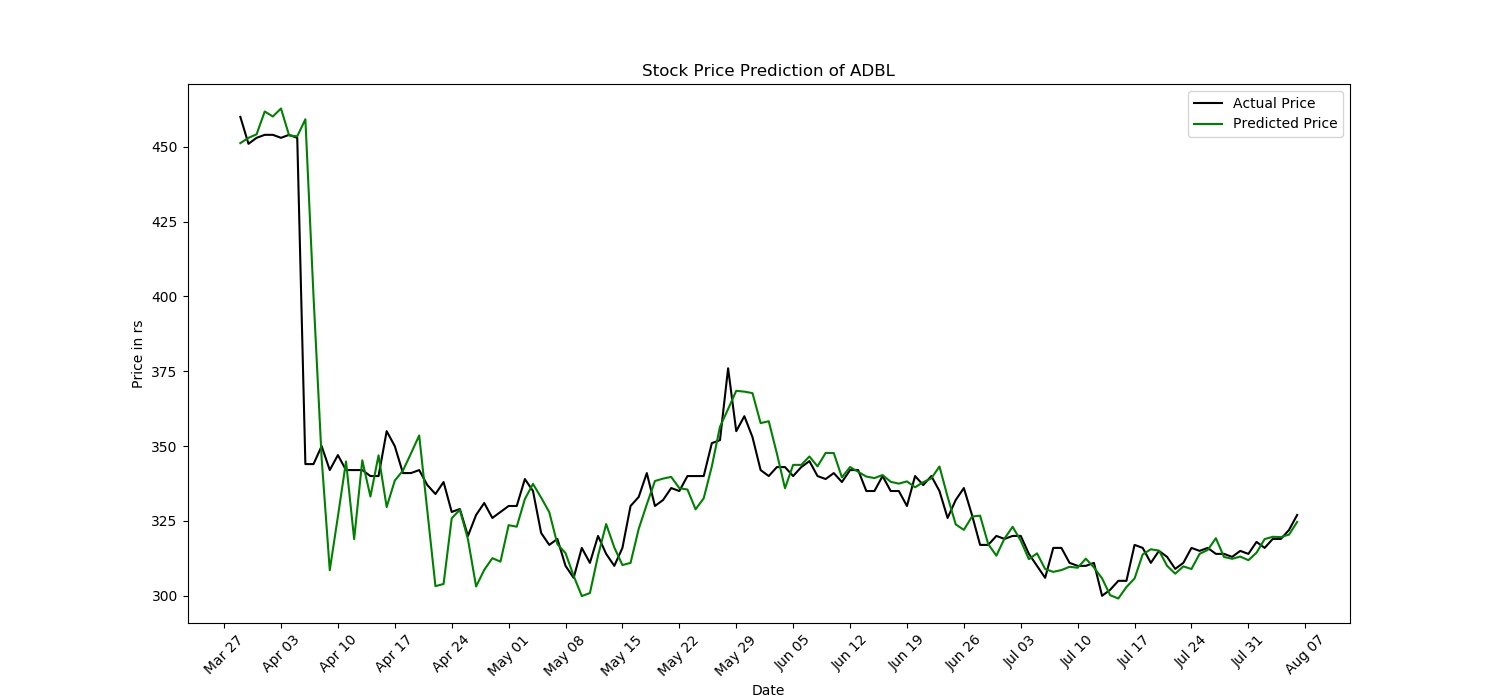 Stock Price Prediction of ADBL
Actual Price
Predicted Price
Price in rs
450
425
400
375
350
325
300
Mar 27
Apr 03
Apr 10
Apr 17
Apr 24
May 01
May 08
May 15
May 22
May 29
Jun 05
Jun 12
Jun 19
Jun 26
Jul 03
Jul 10
Jul 17
Jul 24
Jul 31
Aug 07
Date